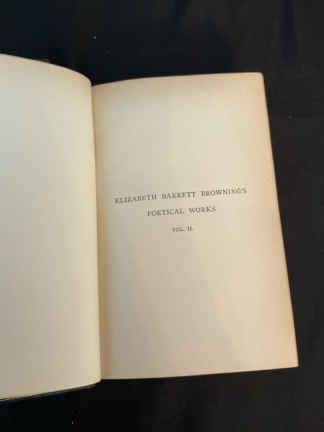 ELIZABETH BARRETT BROWNING'S
POETICAL WORKS
VOL. II.